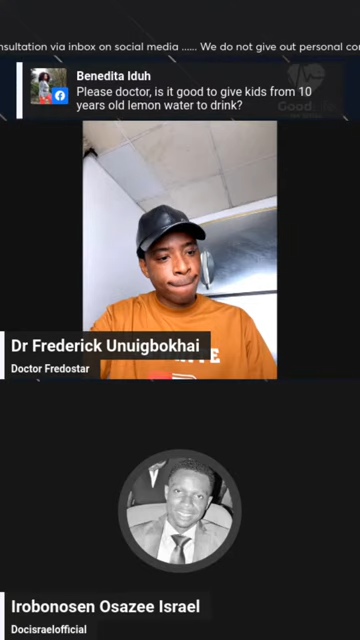 nsultation via inbox on social media ...... We do not give out personal con
Benedita Iduh
Please doctor, is it good to give kids from 10
years old lemon water to drink?
Good
Dr Frederick Unuigbokhai
Doctor Fredostar
Irobonosen Osazee Israel
Docisraelofficial